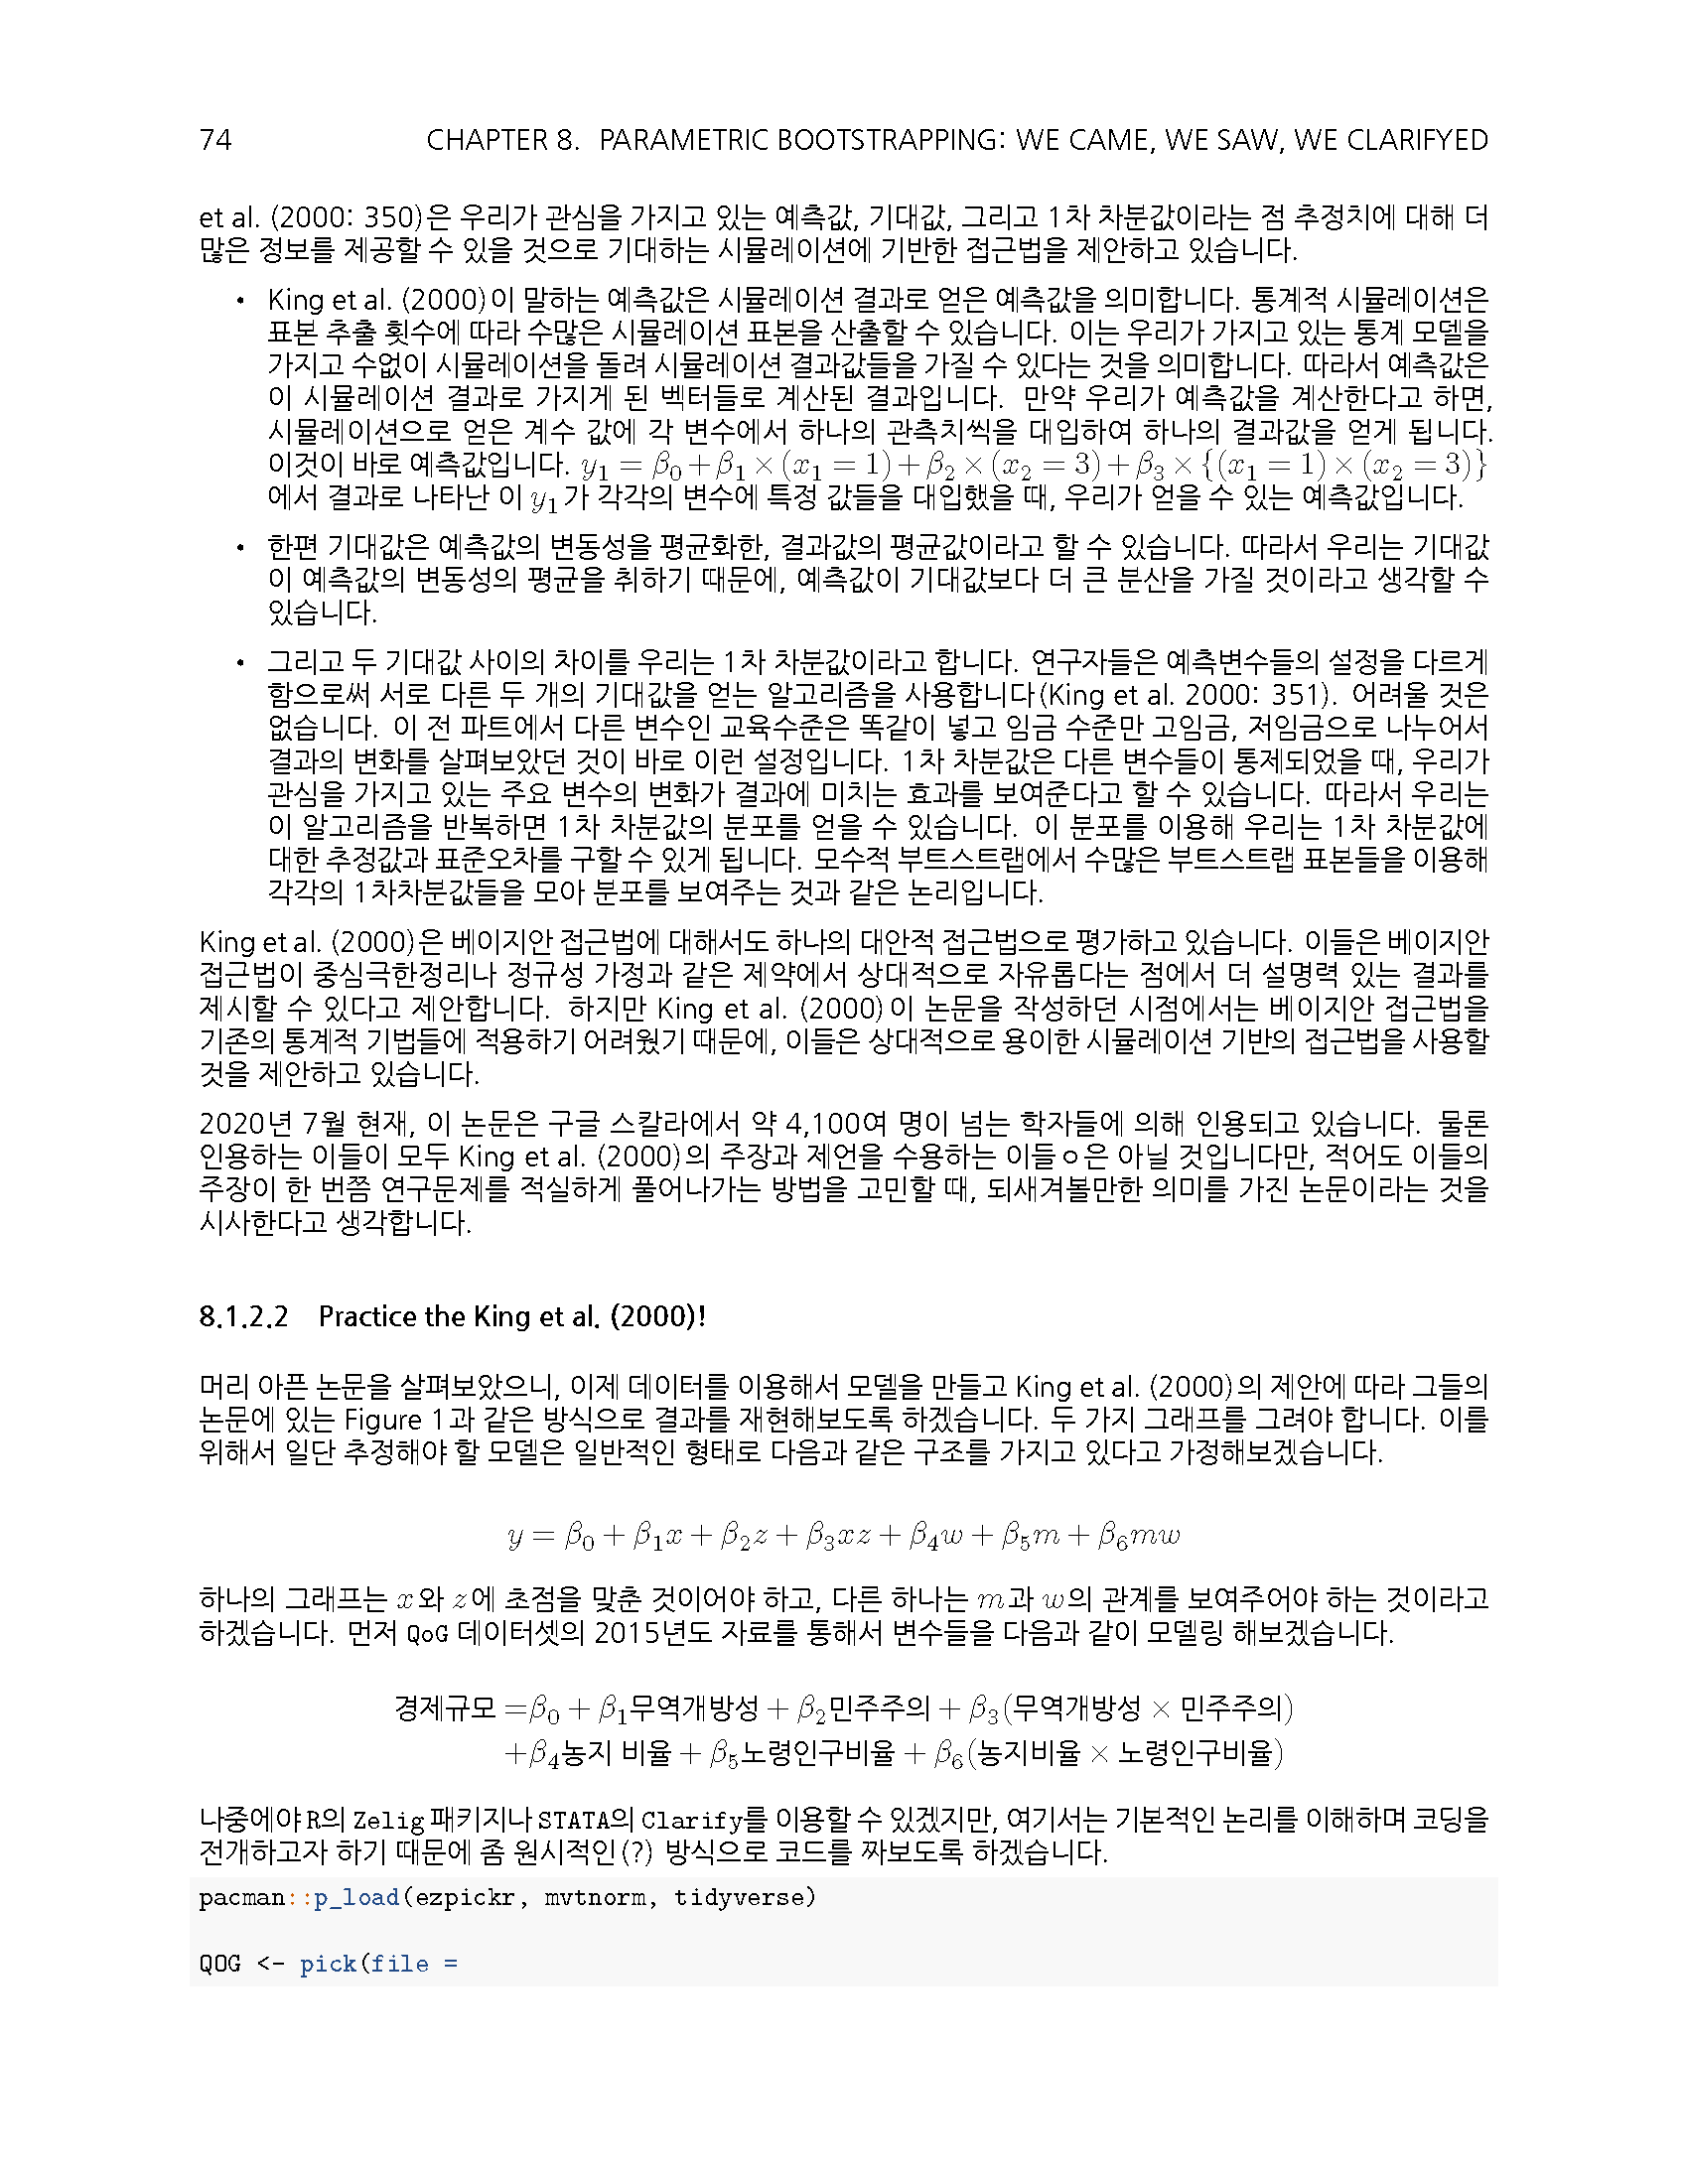 74 CHAPTER 8. PARAMETRIC BOOTSTRAPPING: WE CAME, WE SAW, WE CLARIFYED
et al. (2000: 350)은 우리가 관심을 가지고 있는 예측값, 기대값, 그리고 1차 차분값이라는 점 추정치에 대해 더
많은 정보를 제공할 수 있을 것으로 기대하는 시뮬레이션에 기반한 접근법을 제안하고 있습니다.
• King et al. (2000)이 말하는 예측값은 시뮬레이션 결과로 얻은 예측값을 의미합니다. 통계적 시뮬레이션은
표본 추출 횟수에 따라 수많은 시뮬레이션 표본을 산출할 수 있습니다. 이는 우리가 가지고 있는 통계 모델을
가지고 수없이 시뮬레이션을 돌려 시뮬레이션 결과값들을 가질 수 있다는 것을 의미합니다. 따라서 예측값은
이 시뮬레이션 결과로 가지게 된 벡터들로 계산된 결과입니다. 만약 우리가 예측값을 계산한다고 하면,
시뮬레이션으로 얻은 계수 값에 각 변수에서 하나의 관측치씩을 대입하여 하나의 결과값을 얻게 됩니다.
이것이 바로 예측값입니다. y₁ = β₀ + β₁ × (x₁ = 1) + β₂ × (x₂ = 3) + β₃ × {(x₁ = 1) × (x₂ = 3)}
에서 결과로 나타난 이 y₁가 각각의 변수에 특정 값들을 대입했을 때, 우리가 얻을 수 있는 예측값입니다.
• 한편 기대값은 예측값의 변동성을 평균화한, 결과값의 평균값이라고 할 수 있습니다. 따라서 우리는 기대값
이 예측값의 변동성의 평균을 취하기 때문에, 예측값이 기대값보다 더 큰 분산을 가질 것이라고 생각할 수
있습니다.
• 그리고 두 기대값 사이의 차이를 우리는 1차 차분값이라고 합니다. 연구자들은 예측변수들의 설정을 다르게
함으로써 서로 다른 두 개의 기대값을 얻는 알고리즘을 사용합니다(King et al. 2000: 351). 어려울 것은
없습니다. 이 전 파트에서 다른 변수인 교육수준은 똑같이 넣고 임금 수준만 고임금, 저임금으로 나누어서
결과의 변화를 살펴보았던 것이 바로 이런 설정입니다. 1차 차분값은 다른 변수들이 통제되었을 때, 우리가
관심을 가지고 있는 주요 변수의 변화가 결과에 미치는 효과를 보여준다고 할 수 있습니다. 따라서 우리는
이 알고리즘을 반복하면 1차 차분값의 분포를 얻을 수 있습니다. 이 분포를 이용해 우리는 1차 차분값에
대한 추정값과 표준오차를 구할 수 있게 됩니다. 모수적 부트스트랩에서 수많은 부트스트랩 표본들을 이용해
각각의 1차차분값들을 모아 분포를 보여주는 것과 같은 논리입니다.
King et al. (2000)은 베이지안 접근법에 대해서도 하나의 대안적 접근법으로 평가하고 있습니다. 이들은 베이지안
접근법이 중심극한정리나 정규성 가정과 같은 제약에서 상대적으로 자유롭다는 점에서 더 설명력 있는 결과를
제시할 수 있다고 제안합니다. 하지만 King et al. (2000)이 논문을 작성하던 시점에서는 베이지안 접근법을
기존의 통계적 기법들에 적용하기 어려웠기 때문에, 이들은 상대적으로 용이한 시뮬레이션 기반의 접근법을 사용할
것을 제안하고 있습니다.
2020년 7월 현재, 이 논문은 구글 스칼라에서 약 4,100여 명이 넘는 학자들에 의해 인용되고 있습니다. 물론
인용하는 이들이 모두 King et al. (2000)의 주장과 제언을 수용하는 이들ㅇ은 아닐 것입니다만, 적어도 이들의
주장이 한 번쯤 연구문제를 적실하게 풀어나가는 방법을 고민할 때, 되새겨볼만한 의미를 가진 논문이라는 것을
시사한다고 생각합니다.
8.1.2.2 Practice the King et al. (2000)!
머리 아픈 논문을 살펴보았으니, 이제 데이터를 이용해서 모델을 만들고 King et al. (2000)의 제안에 따라 그들의
논문에 있는 Figure 1과 같은 방식으로 결과를 재현해보도록 하겠습니다. 두 가지 그래프를 그려야 합니다. 이를
위해서 일단 추정해야 할 모델은 일반적인 형태로 다음과 같은 구조를 가지고 있다고 가정해보겠습니다.
y = β₀ + β₁x + β₂z + β₃xz + β₄w + β₅m + β₆mw
하나의 그래프는 x와 z에 초점을 맞춘 것이어야 하고, 다른 하나는 m과 w의 관계를 보여주어야 하는 것이라고
하겠습니다. 먼저 QoG 데이터셋의 2015년도 자료를 통해서 변수들을 다음과 같이 모델링 해보겠습니다.
경제규모 =β₀ + β₁무역개방성 + β₂민주주의 + β₃(무역개방성 × 민주주의)
+β₄농지 비율 + β₅노령인구비율 + β₆(농지비율 × 노령인구비율)
나중에야 R의 Zelig 패키지나 STATA의 Clarify를 이용할 수 있겠지만, 여기서는 기본적인 논리를 이해하며 코딩을
전개하고자 하기 때문에 좀 원시적인(?) 방식으로 코드를 짜보도록 하겠습니다.
pacman::p_load(ezpickr, mvtnorm, tidyverse)
QOG <- pick(file =